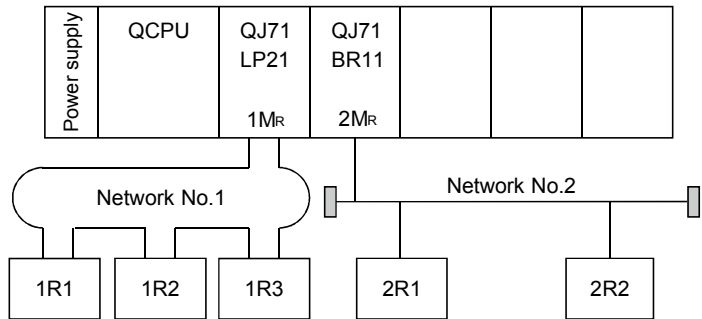 Power supply
QCPU
QJ71
LP21
1MR
QJ71
BR11
2MR
Network No.1
Network No.2
1R1
1R2
1R3
2R1
2R2